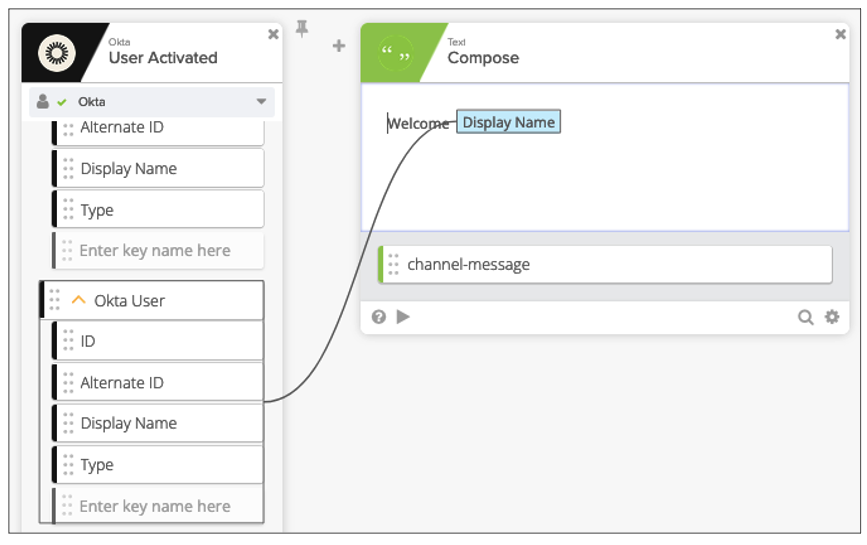 Okta
User Activated
Okta
Alternate ID
Display Name
Type
Enter key name here
Okta User
ID
Alternate ID
Display Name
Type
Enter key name here
Text
Compose
“ ”
Welcome Display Name
channel-message